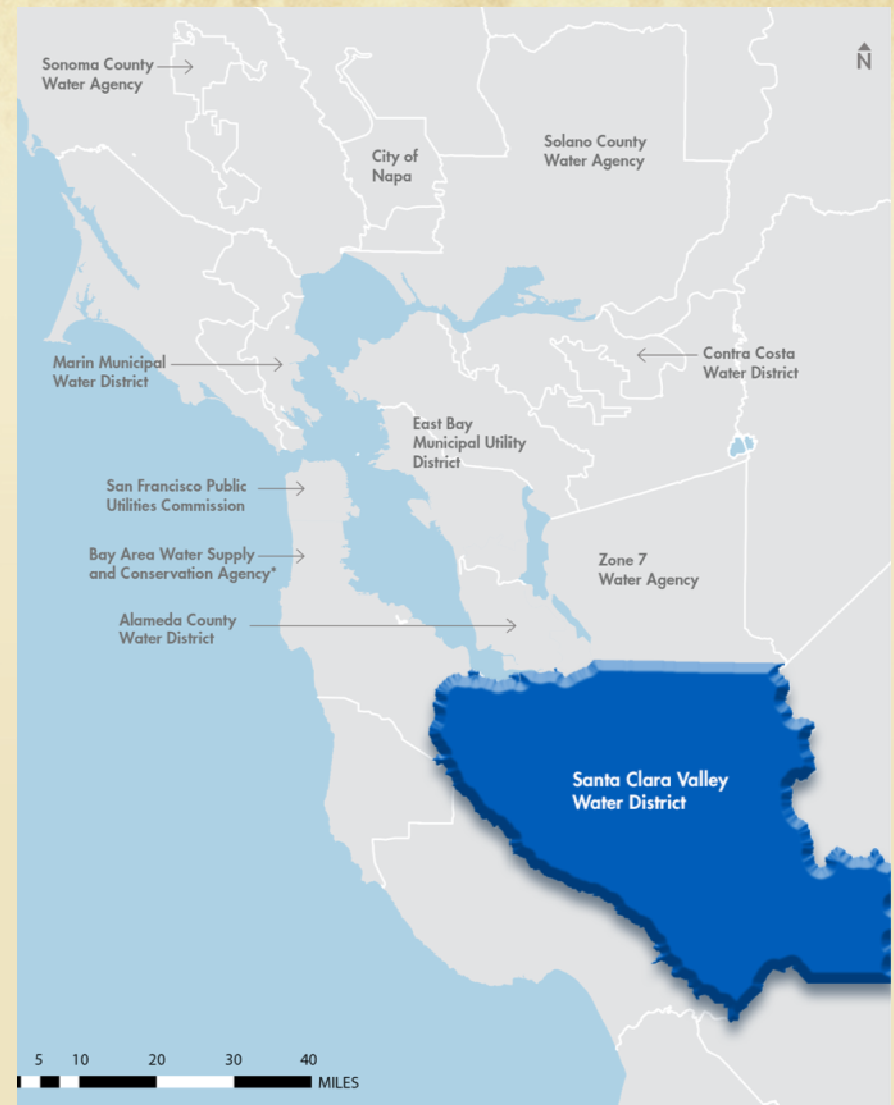 N
Sonoma County
Water Agency
City of
Napa
Solano County
Water Agency
Marin Municipal
Water District
Contra Costa
Water District
East Bay
Municipal Utility
District
San Francisco Public
Utilities Commission
Bay Area Water Supply
and Conservation Agency*
Zone 7
Water Agency
Alameda County
Water District
Santa Clara Valley
Water District
5 10 20 30 40
MILES